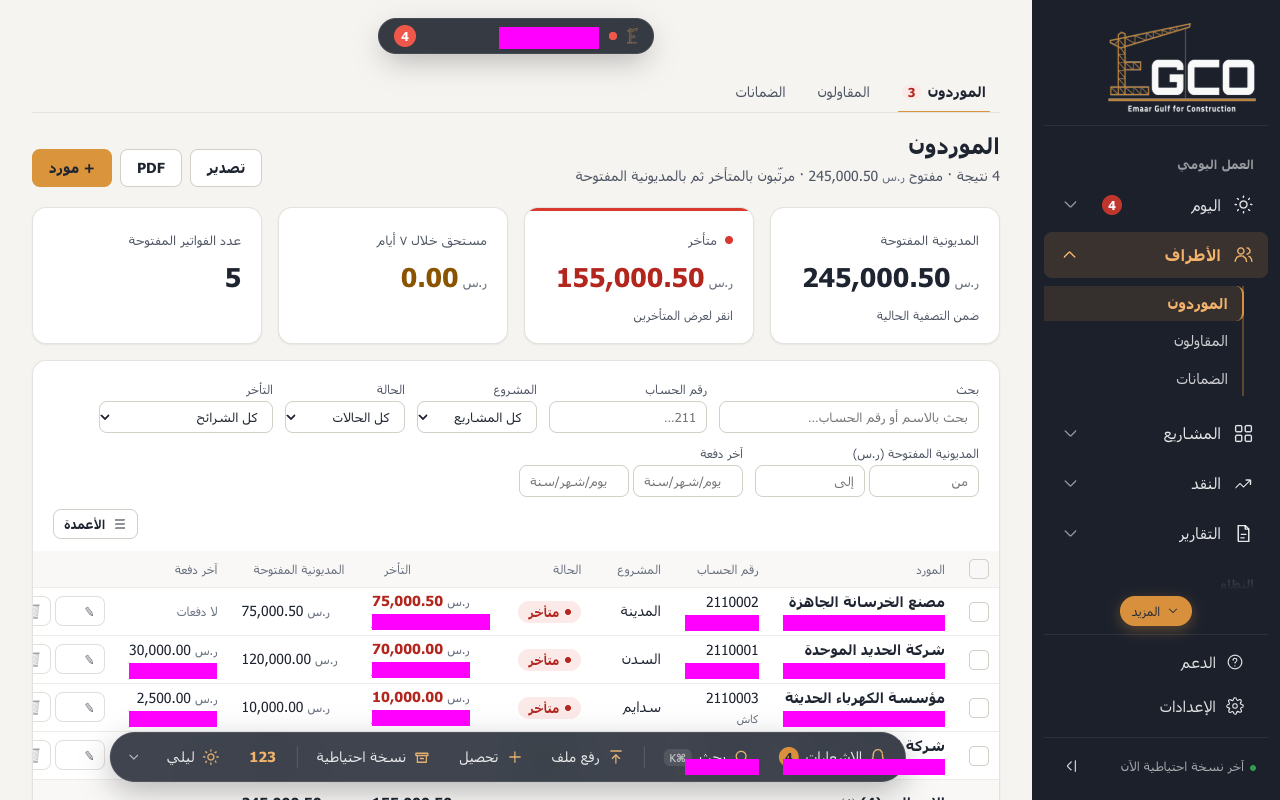 4
EGCO
Emaar Gulf for Construction
العمل اليومي
اليوم
4
الأطراف
الموردون
المقاولون
الضمانات
المشاريع
النقد
التقارير
النظام
المزيد
الدعم
الإعدادات
آخر نسخة احتياطية الآن
الموردون 3
المقاولون
الضمانات
الموردون
4 نتيجة · مفتوح ر.س 245,000.50 · مرتّبون بالمتأخر ثم بالمديونية المفتوحة
تصدير
PDF
+ مورد
المديونية المفتوحة
ر.س 245,000.50
ضمن التصفية الحالية
متأخر
ر.س 155,000.50
انقر لعرض المتأخرين
مستحق خلال ٧ أيام
ر.س 0.00
عدد الفواتير المفتوحة
5
بحث
رقم الحساب
المشروع
الحالة
التأخر
بحث بالاسم أو رقم الحساب...
211...
كل المشاريع
كل الحالات
كل الشرائح
المديونية المفتوحة (ر.س)
آخر دفعة
من
إلى
يوم/شهر/سنة
يوم/شهر/سنة
الأعمدة
المورد
رقم الحساب
المشروع
الحالة
التأخر
المديونية المفتوحة
آخر دفعة
مصنع الخرسانة الجاهزة
2110002
المدينة
متأخر
ر.س 75,000.50
ر.س 75,000.50
لا دفعات
شركة الحديد الموحدة
2110001
السدن
متأخر
ر.س 70,000.00
ر.س 120,000.00
ر.س 30,000.00
مؤسسة الكهرباء الحديثة
2110003
كاش
سدايم
متأخر
ر.س 10,000.00
ر.س 10,000.00
ر.س 2,500.00
شركة
الإشعارات
4
بحث
⌘K
رفع ملف
تحصيل
نسخة احتياطية
123
ليلي